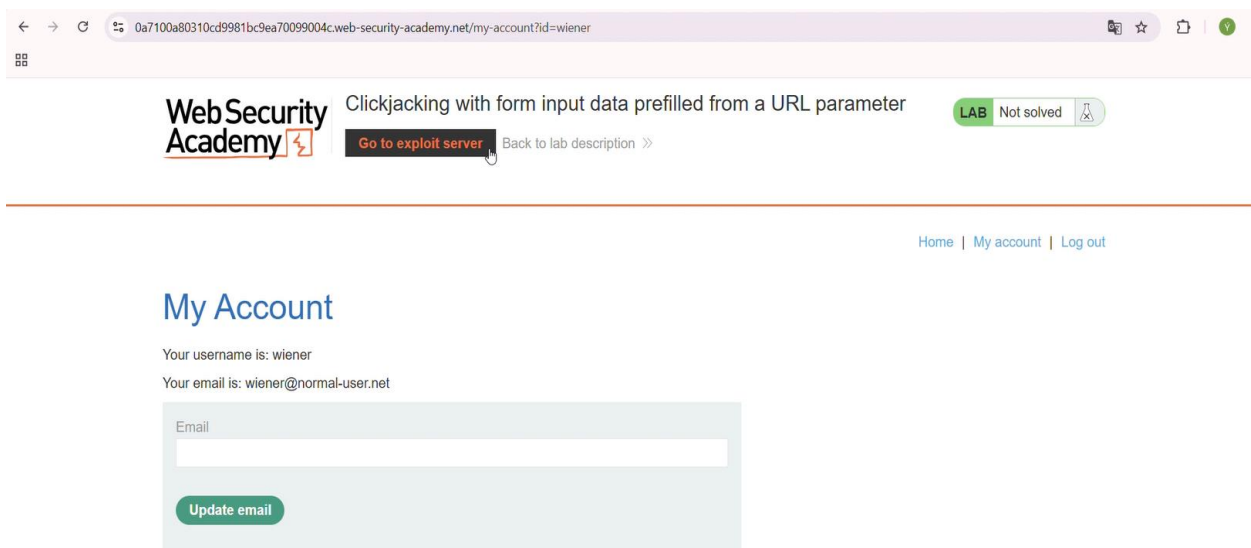 0a7100a80310cd9981bc9ea70099004c.web-security-academy.net/my-account?id=wiener
Ý
Web Security
Academy
Clickjacking with form input data prefilled from a URL parameter
LAB Not solved
Go to exploit server Back to lab description
Home | My account | Log out
My Account
Your username is: wiener
Your email is: wiener@normal-user.net
Email
Update email